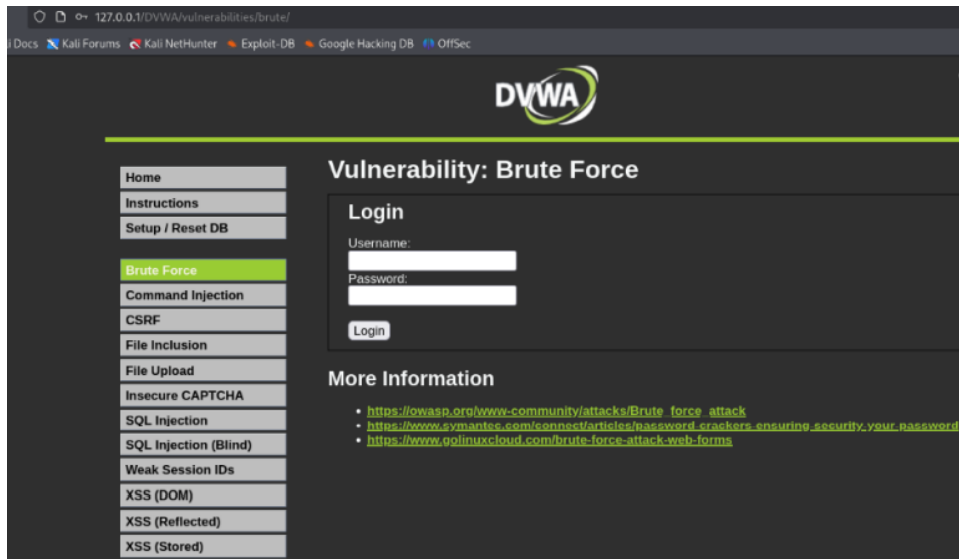 127.0.0.1/DVWA/vulnerabilities/brute/
i Docs Kali Forums Kali NetHunter Exploit-DB Google Hacking DB OffSec
DVWA
Vulnerability: Brute Force
Home
Instructions
Setup / Reset DB
Brute Force
Command Injection
CSRF
File Inclusion
File Upload
Insecure CAPTCHA
SQL Injection
SQL Injection (Blind)
Weak Session IDs
XSS (DOM)
XSS (Reflected)
XSS (Stored)
Login
Username:
Password:
Login
More Information
https://owasp.org/www-community/attacks/Brute_force_attack
https://www.symantec.com/connect/articles/password-crackers-ensuring-security-your-password
https://www.golinuxcloud.com/brute-force-attack-web-forms